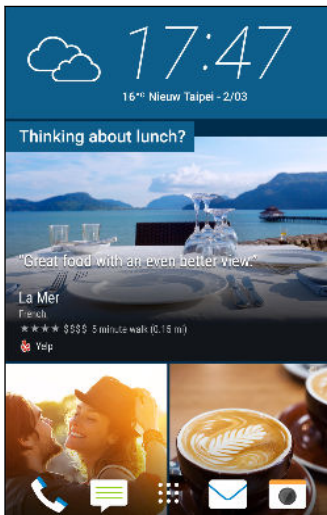 17:47
16°C Nieuw Taipei - 2/03
Thinking about lunch?
"Great food with an even better view."
La Mer
French
★★★★ $$$$ 5 minute walk (0.15 mi)
Yelp